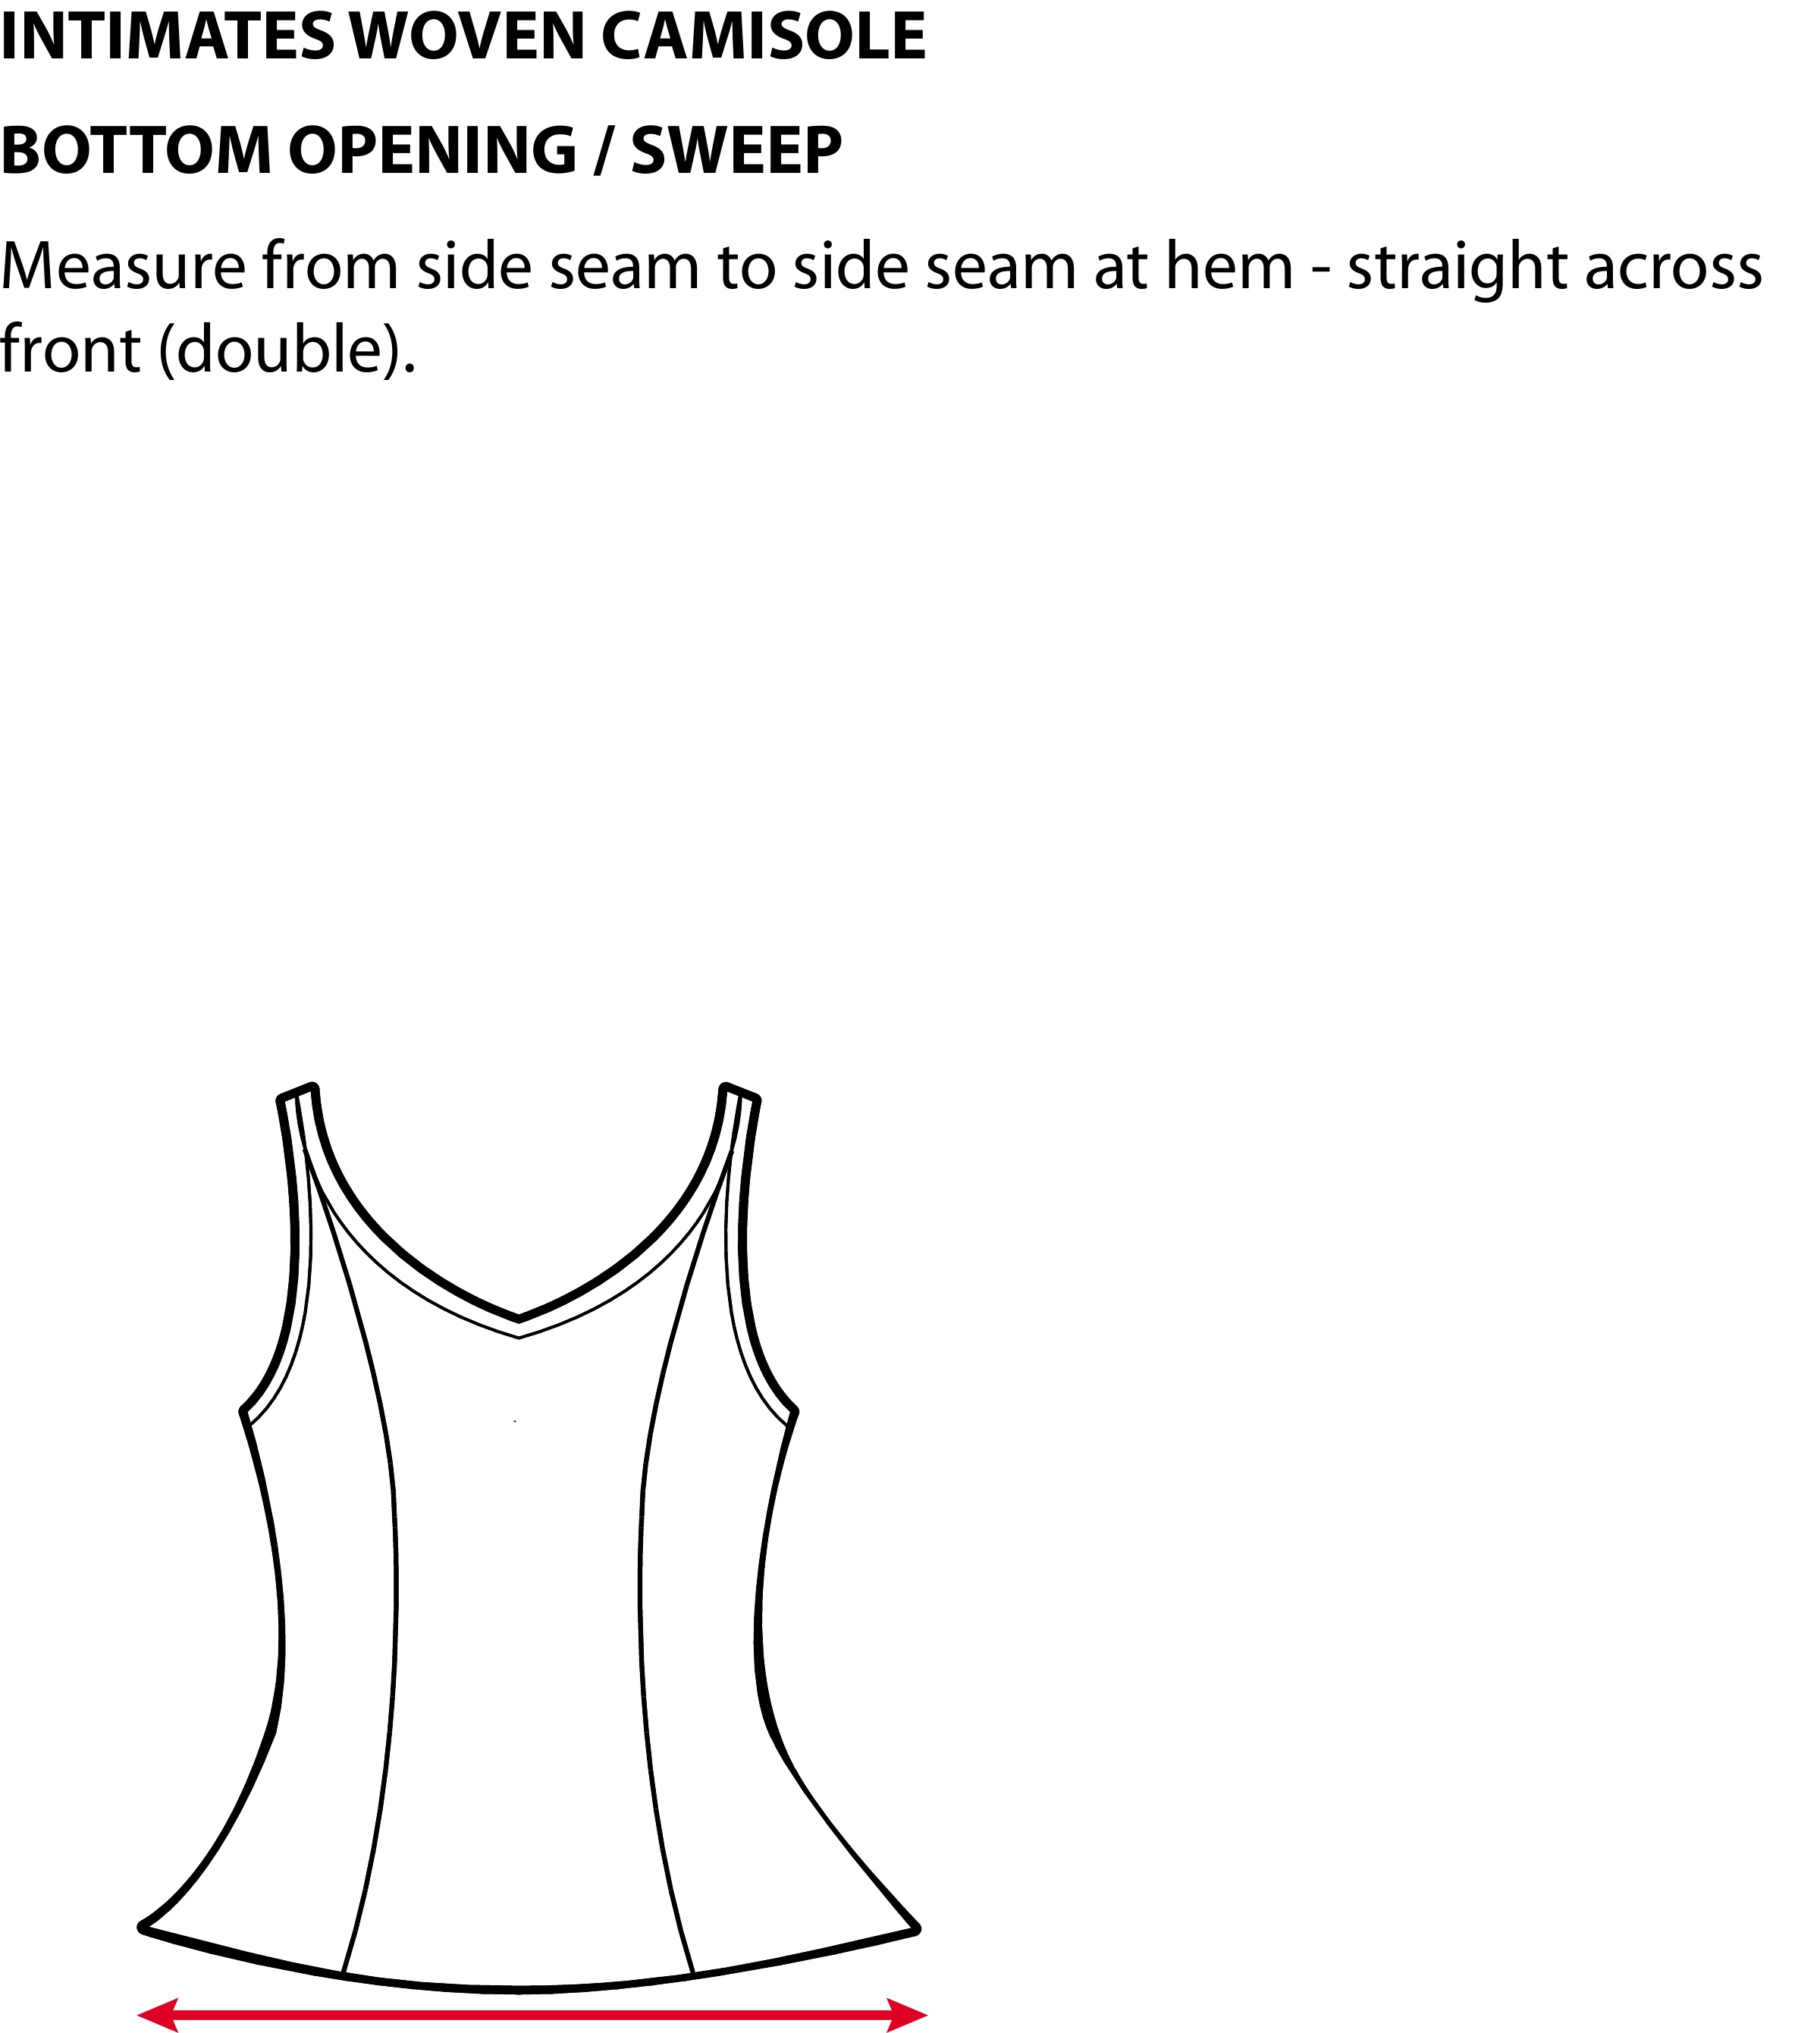 INTIMATES WOVEN CAMISOLE
BOTTOM OPENING / SWEEP
Measure from side seam to side seam at hem - straight across
front (double).